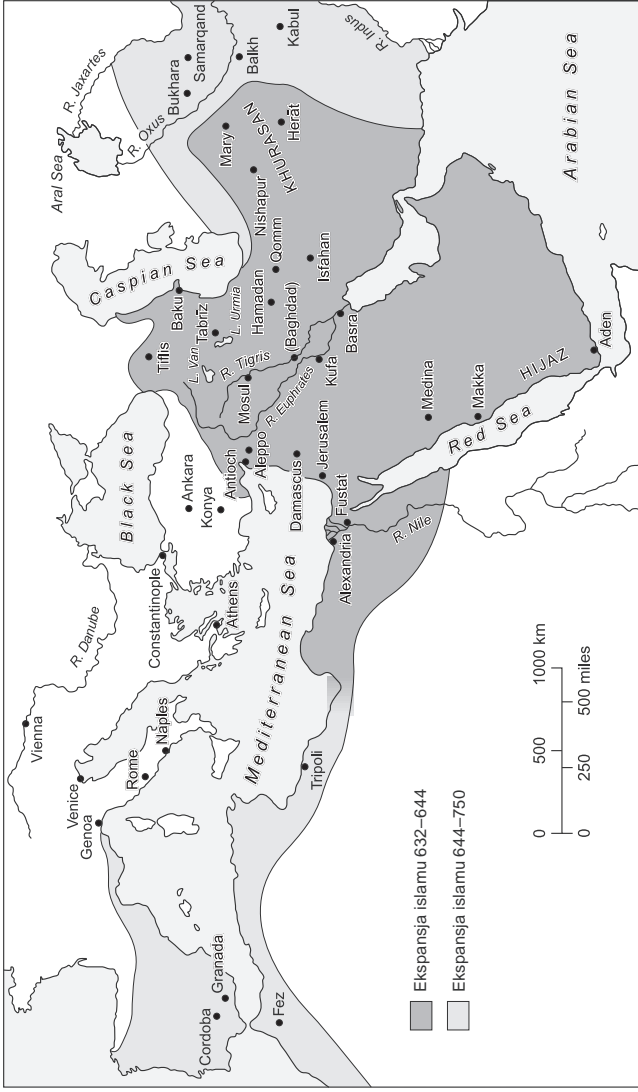 Aral Sea
R. Jaxartes
R. Oxus
Bukhara
Samarqand
Balkh
Kabul
R. Indus
Caspian Sea
Mary
KHURASAN
Herāt
Nishapur
Qomm
Isfahan
Hamadan
(Baghdad)
Baku
Tabrīz
L. Urmia
Tiflis
L. Van
R. Tigris
Mosul
R. Euphrates
Kufa
Basra
Arabian Sea
Black Sea
Ankara
Konya
Antioch
Aleppo
Damascus
Jerusalem
Fustat
Alexandria
R. Nile
Medina
Makka
HIJAZ
Red Sea
Aden
R. Danube
Constantinople
Athens
Mediterranean Sea
Vienna
Venice
Genoa
Rome
Naples
Tripoli
Cordoba
Granada
Fez
Ekspansja islamu 632–644
Ekspansja islamu 644–750
0 500 1000 km
0 250 500 miles